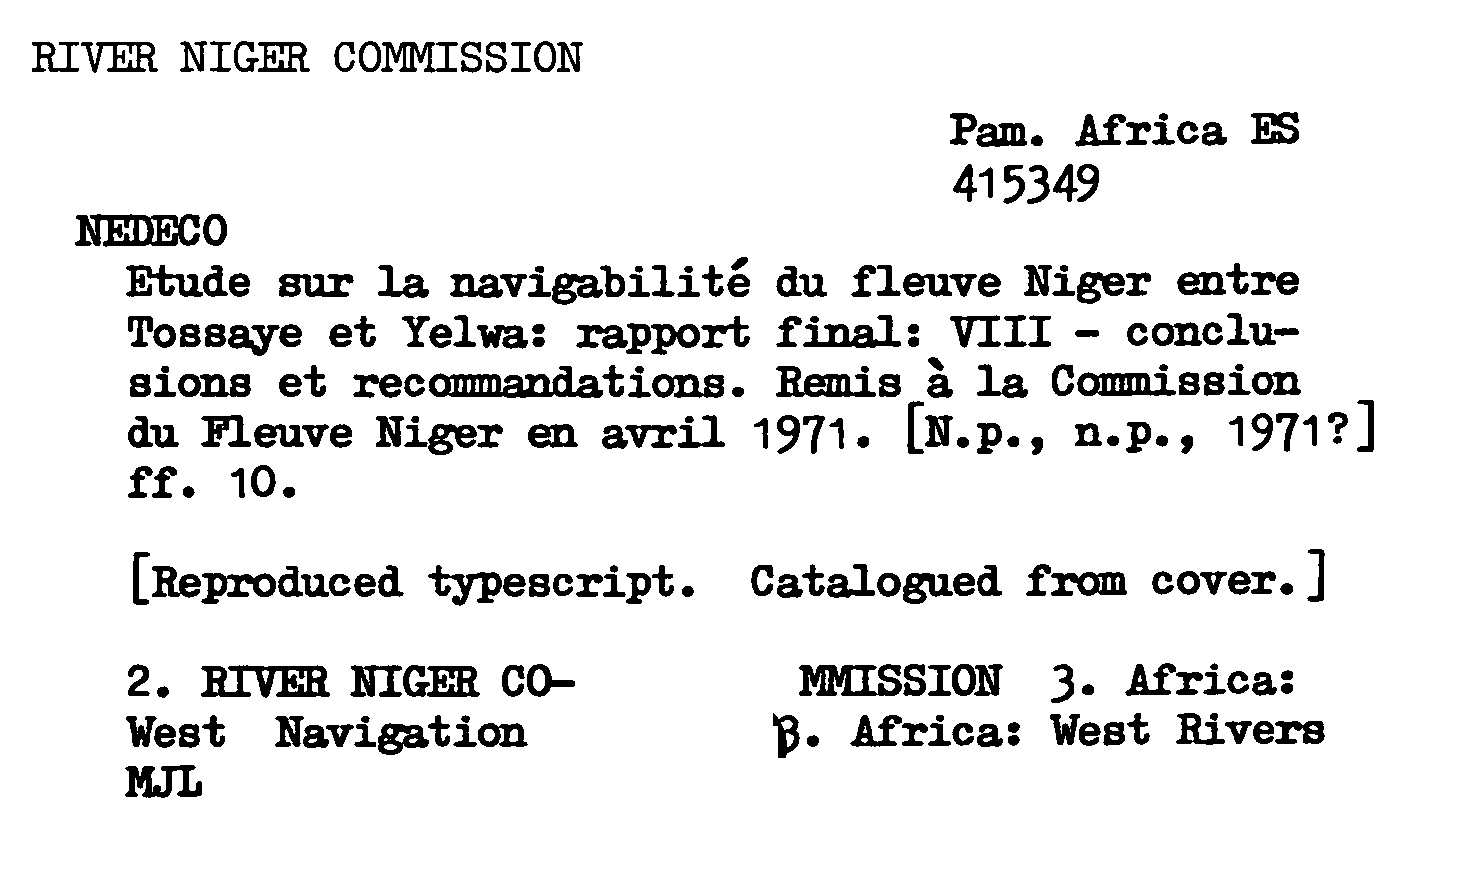 RIVER NIGER COMMISSION
Pam. Africa ES
415349
NEDECO
Etude sur la navigabilité du fleuve Niger entre
Tossaye et Yelwa: rapport final: VIII - conclu-
sions et recommandations. Remis à la Commission
du Fleuve Niger en avril 1971. [N.p., n.p., 1971?]
ff. 10.
[Reproduced typescript. Catalogued from cover.]
2. RIVER NIGER CO- MMISSION 3. Africa:
West Navigation . Africa: West Rivers
MJL